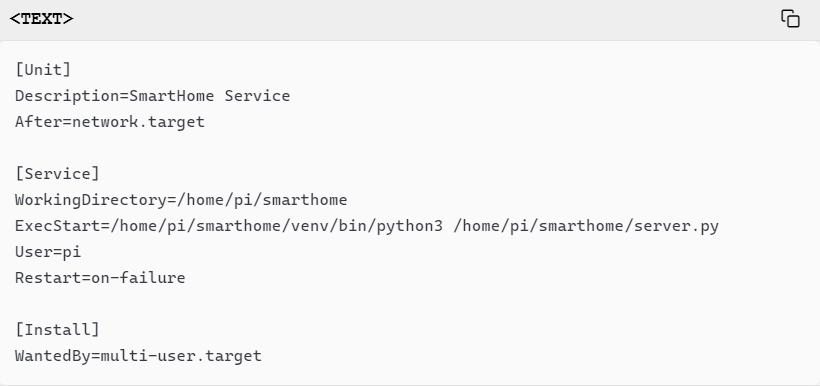 <TEXT>
[Unit]
Description=SmartHome Service
After=network.target
[Service]
WorkingDirectory=/home/pi/smarthome
ExecStart=/home/pi/smarthome/venv/bin/python3 /home/pi/smarthome/server.py
User=pi
Restart=on-failure
[Install]
WantedBy=multi-user.target